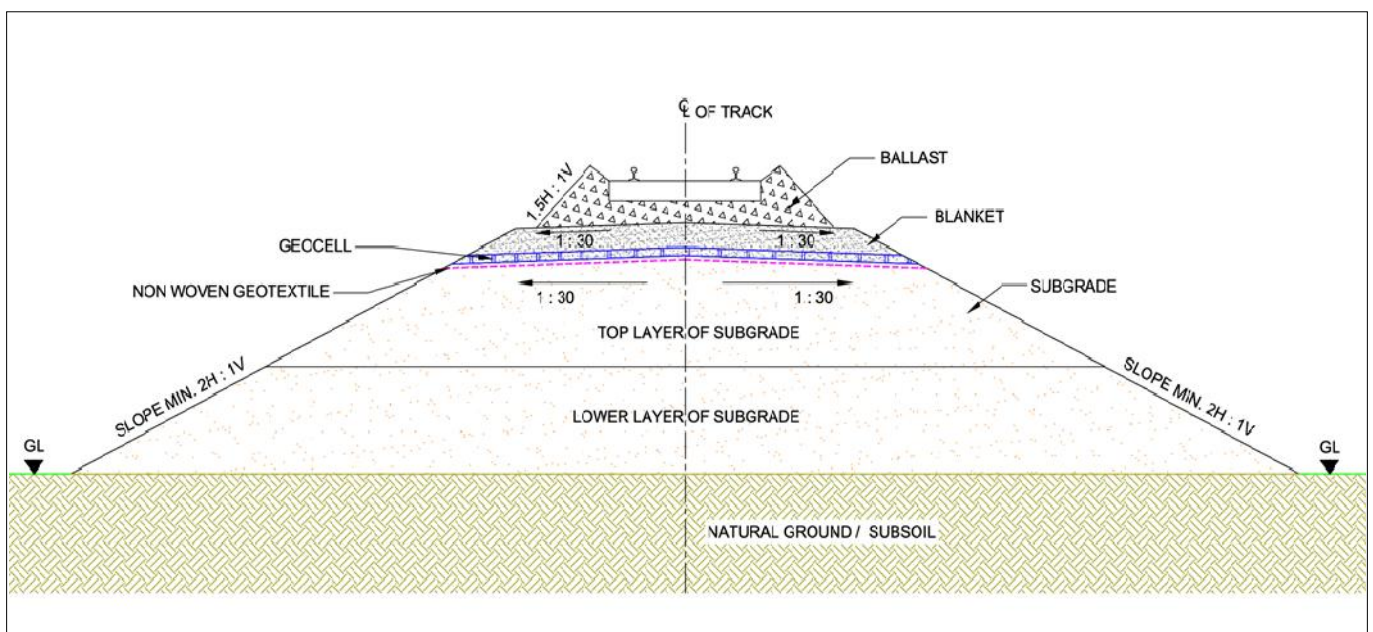 ℄ OF TRACK
BALLAST
1.5H : 1V
BLANKET
1 : 30
1 : 30
GEOCELL
NON WOVEN GEOTEXTILE
SUBGRADE
1 : 30
1 : 30
TOP LAYER OF SUBGRADE
SLOPE MIN. 2H : 1V
SLOPE MIN. 2H : 1V
LOWER LAYER OF SUBGRADE
GL
GL
NATURAL GROUND / SUBSOIL